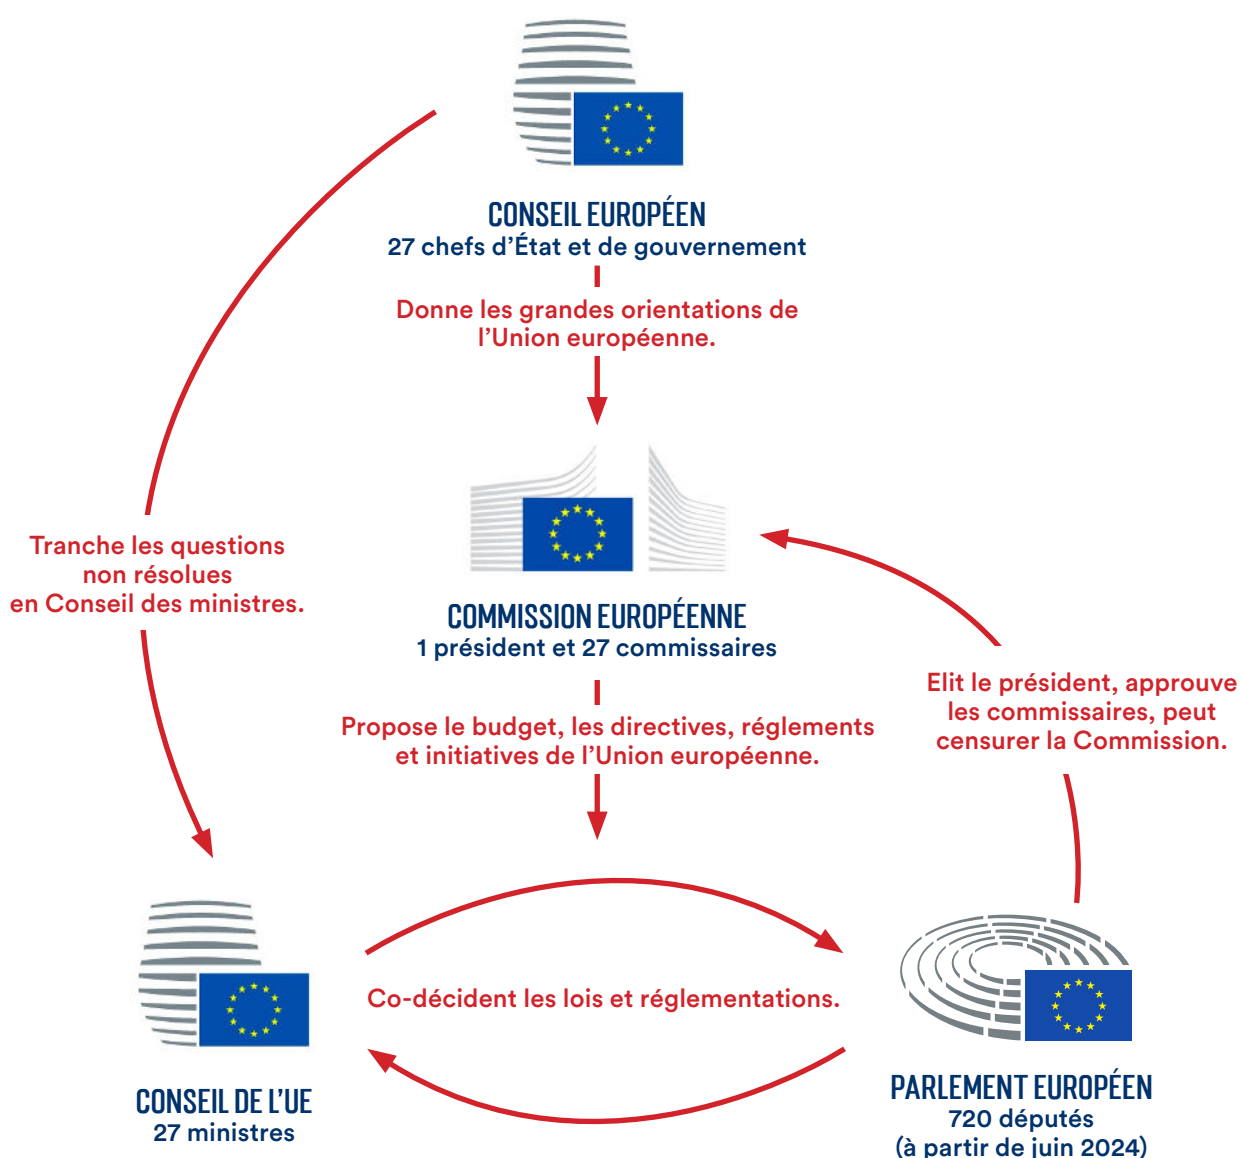 CONSEIL EUROPÉEN
27 chefs d’État et de gouvernement
Donne les grandes orientations de
l’Union européenne.
Tranche les questions
non résolues
en Conseil des ministres.
COMMISSION EUROPÉENNE
1 président et 27 commissaires
Elit le président, approuve
les commissaires, peut
censurer la Commission.
Propose le budget, les directives, réglements
et initiatives de l’Union européenne.
Co-décident les lois et réglementations.
CONSEIL DE L’UE
27 ministres
PARLEMENT EUROPÉEN
720 députés
(à partir de juin 2024)